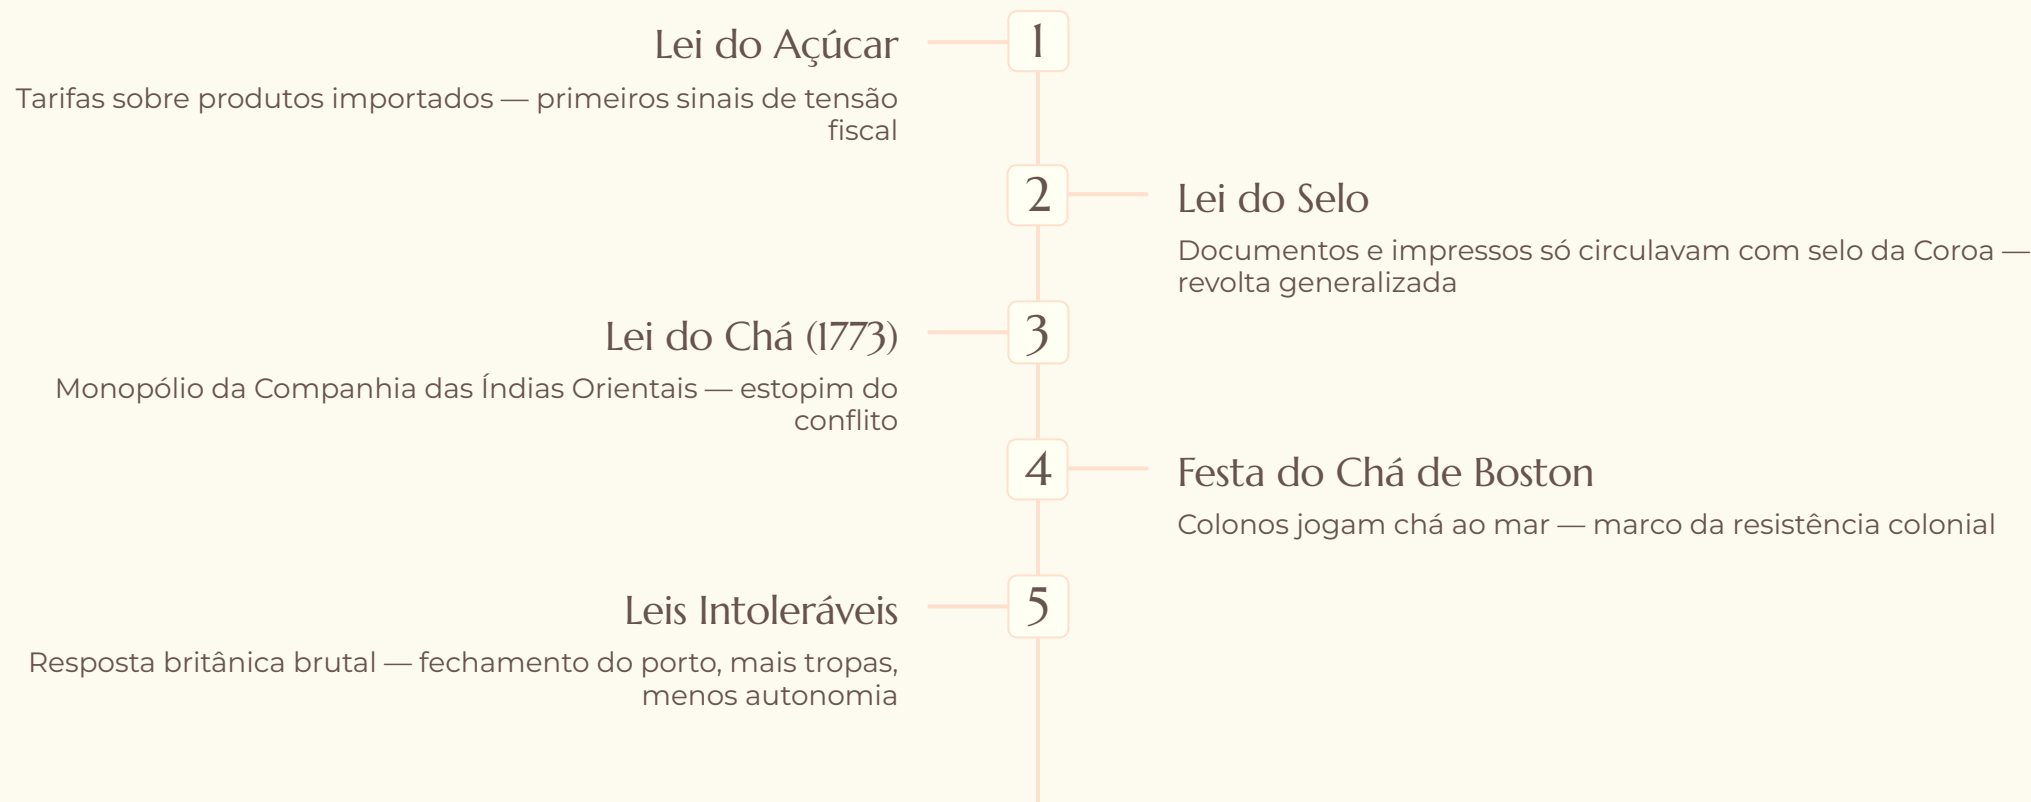 Lei do Açúcar
1
Tarifas sobre produtos importados — primeiros sinais de tensão
fiscal
2
Lei do Selo
Documentos e impressos só circulavam com selo da Coroa —
revolta generalizada
Lei do Chá (1773)
3
Monopólio da Companhia das Índias Orientais — estopim do
conflito
4
Festa do Chá de Boston
Colonos jogam chá ao mar — marco da resistência colonial
Leis Intoleráveis
5
Resposta britânica brutal — fechamento do porto, mais tropas,
menos autonomia